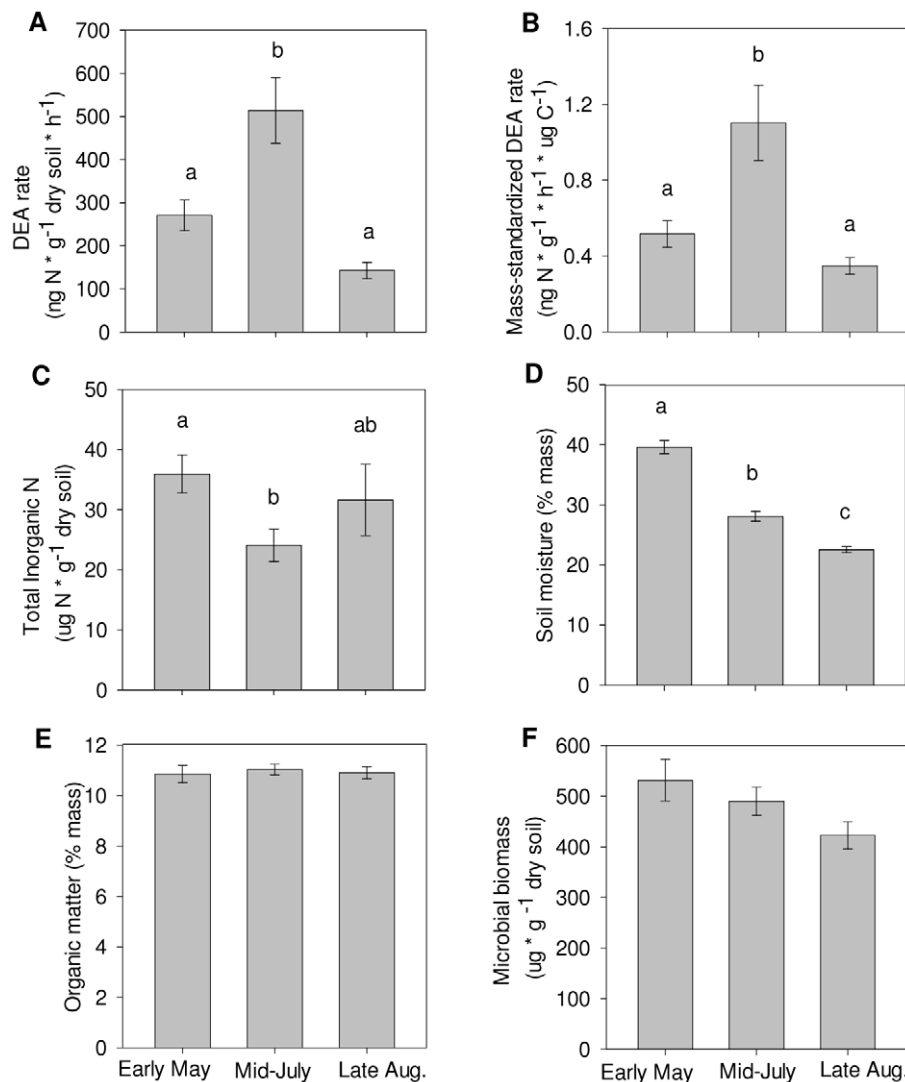 A
DEA rate
(ng N * g⁻¹ dry soil * h⁻¹)
700
600
500
400
300
200
100
0
a
b
a
B
Mass-standardized DEA rate
(ng N * g⁻¹ * h⁻¹ * ug C⁻¹)
1.6
1.2
0.8
0.4
0.0
a
b
a
C
Total Inorganic N
(ug N * g⁻¹ dry soil)
50
40
30
20
10
0
a
b
ab
D
Soil moisture (% mass)
50
40
30
20
10
0
a
b
c
E
Organic matter (% mass)
12
10
8
6
4
2
0
Early May Mid-July Late Aug.
F
Microbial biomass
(ug * g ⁻¹ dry soil)
600
500
400
300
200
100
0
Early May Mid-July Late Aug.